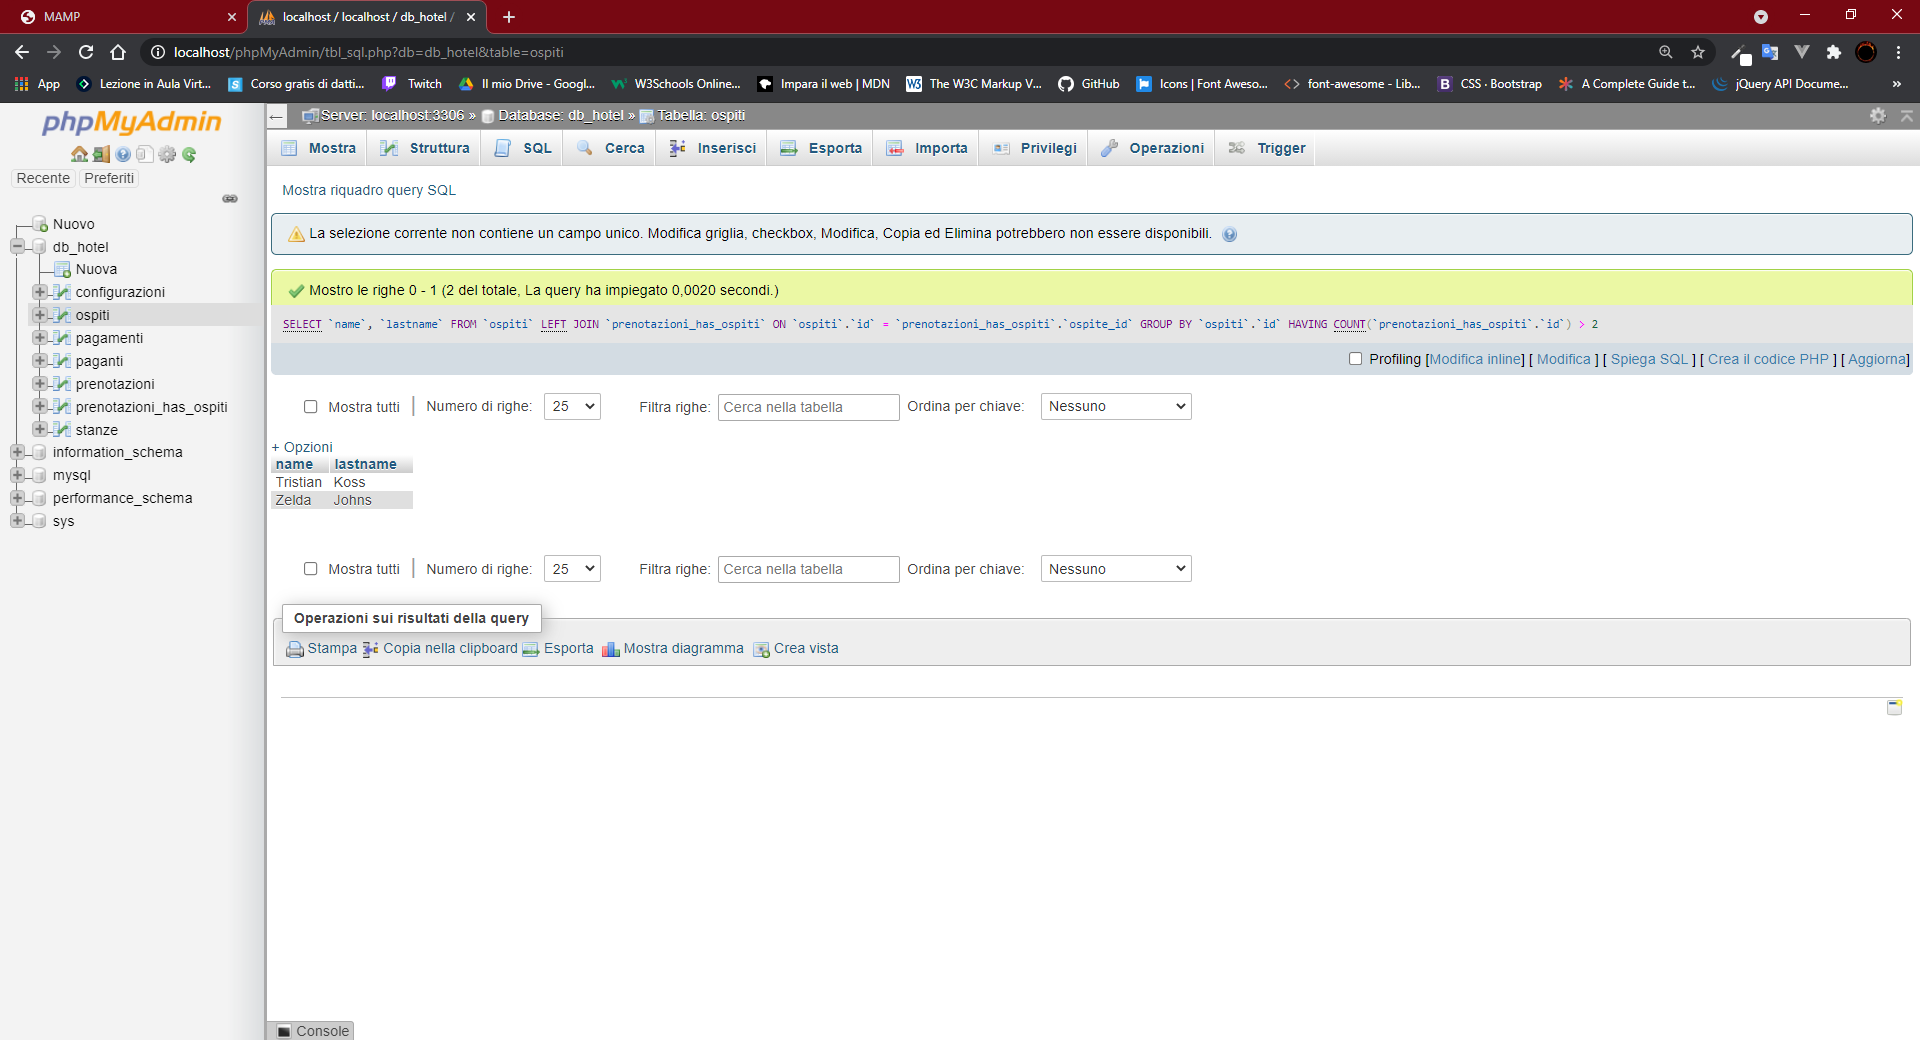 MAMP
localhost / localhost / db_hotel /
localhost/phpMyAdmin/tbl_sql.php?db=db_hotel&table=ospiti
App Lezione in Aula Virt... Corso gratis di datti... Twitch Il mio Drive - Googl... W3Schools Online... Impara il web | MDN The W3C Markup V... GitHub Icons | Font Aweso... font-awesome - Lib... CSS · Bootstrap A Complete Guide t... jQuery API Docume... »
phpMyAdmin
Recente Preferiti
Nuovo
db_hotel
Nuova
configurazioni
ospiti
pagamenti
paganti
prenotazioni
prenotazioni_has_ospiti
stanze
information_schema
mysql
performance_schema
sys
Server: localhost:3306 » Database: db_hotel » Tabella: ospiti
Mostra Struttura SQL Cerca Inserisci Esporta Importa Privilegi Operazioni Trigger
Mostra riquadro query SQL
La selezione corrente non contiene un campo unico. Modifica griglia, checkbox, Modifica, Copia ed Elimina potrebbero non essere disponibili.
Mostro le righe 0 - 1 (2 del totale, La query ha impiegato 0,0020 secondi.)
SELECT `name`, `lastname` FROM `ospiti` LEFT JOIN `prenotazioni_has_ospiti` ON `ospiti`.`id` = `prenotazioni_has_ospiti`.`ospite_id` GROUP BY `ospiti`.`id` HAVING COUNT(`prenotazioni_has_ospiti`.`id`) > 2
Profiling [Modifica inline] [ Modifica ] [ Spiega SQL ] [ Crea il codice PHP ] [ Aggiorna]
Mostra tutti | Numero di righe: 25 Filtra righe: Cerca nella tabella Ordina per chiave: Nessuno
+ Opzioni
name lastname
Tristian Koss
Zelda Johns
Mostra tutti | Numero di righe: 25 Filtra righe: Cerca nella tabella Ordina per chiave: Nessuno
Operazioni sui risultati della query
Stampa Copia nella clipboard Esporta Mostra diagramma Crea vista
Console